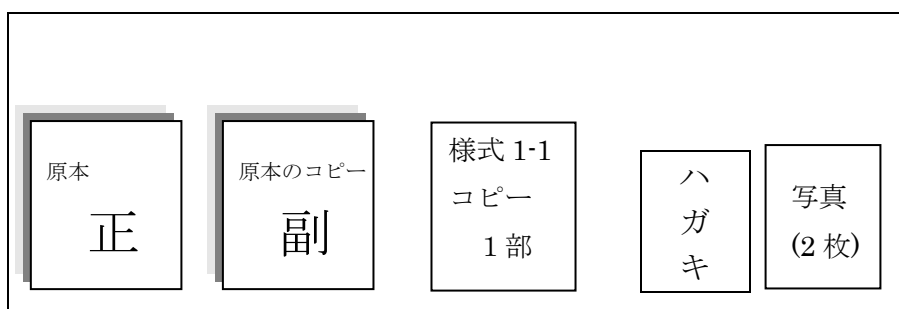 原本
正
原本のコピー
副
様式 1-1
コピー
1 部
ハガキ
写真
(2 枚)